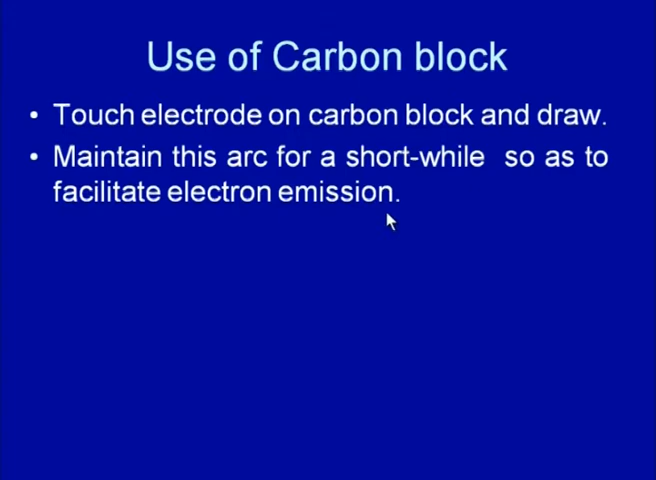 Use of Carbon block
• Touch electrode on carbon block and draw.
• Maintain this arc for a short-while so as to
facilitate electron emission.